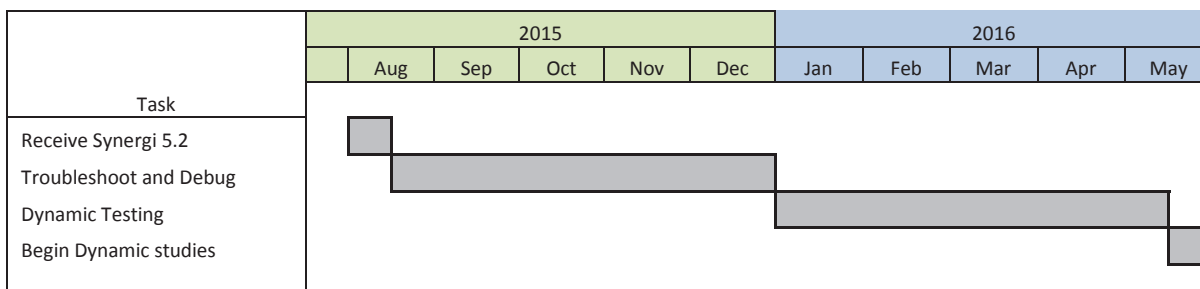 2015 2016
Aug Sep Oct Nov Dec Jan Feb Mar Apr May
Task
Receive Synergi 5.2
Troubleshoot and Debug
Dynamic Testing
Begin Dynamic studies